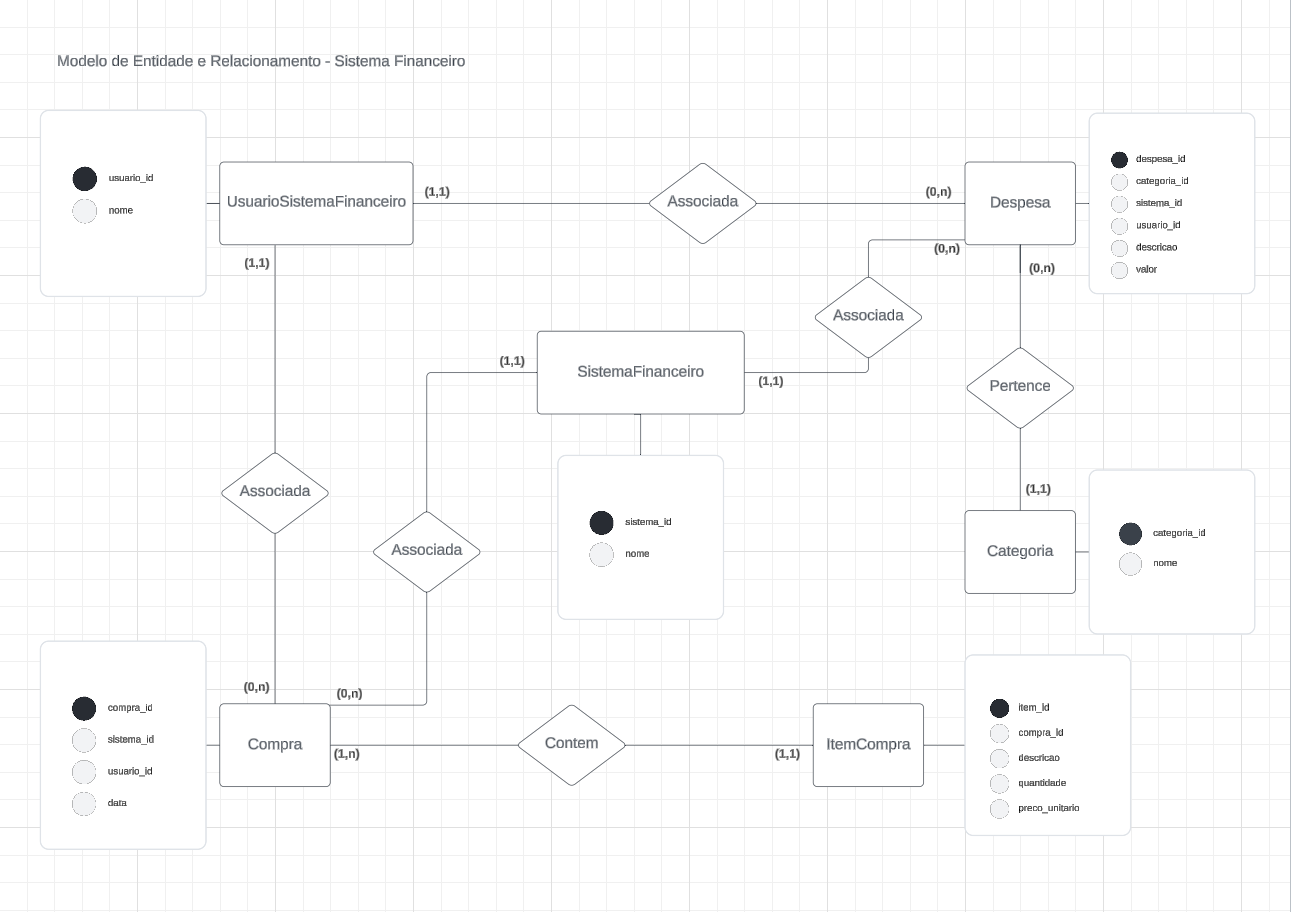 Modelo de Entidade e Relacionamento - Sistema Financeiro
usuario_id
nome
UsuarioSistemaFinanceiro
(1,1)
Associada
(0,n)
Despesa
despesa_id
categoria_id
sistema_id
usuario_id
descricao
valor
(1,1)
(0,n)
(0,n)
Associada
(1,1)
SistemaFinanceiro
(1,1)
Pertence
Associada
Associada
sistema_id
nome
(1,1)
Categoria
categoria_id
nome
compra_id
sistema_id
usuario_id
data
(0,n)
(0,n)
Compra
(1,n)
Contem
(1,1)
ItemCompra
item_id
compra_id
descricao
quantidade
preco_unitario